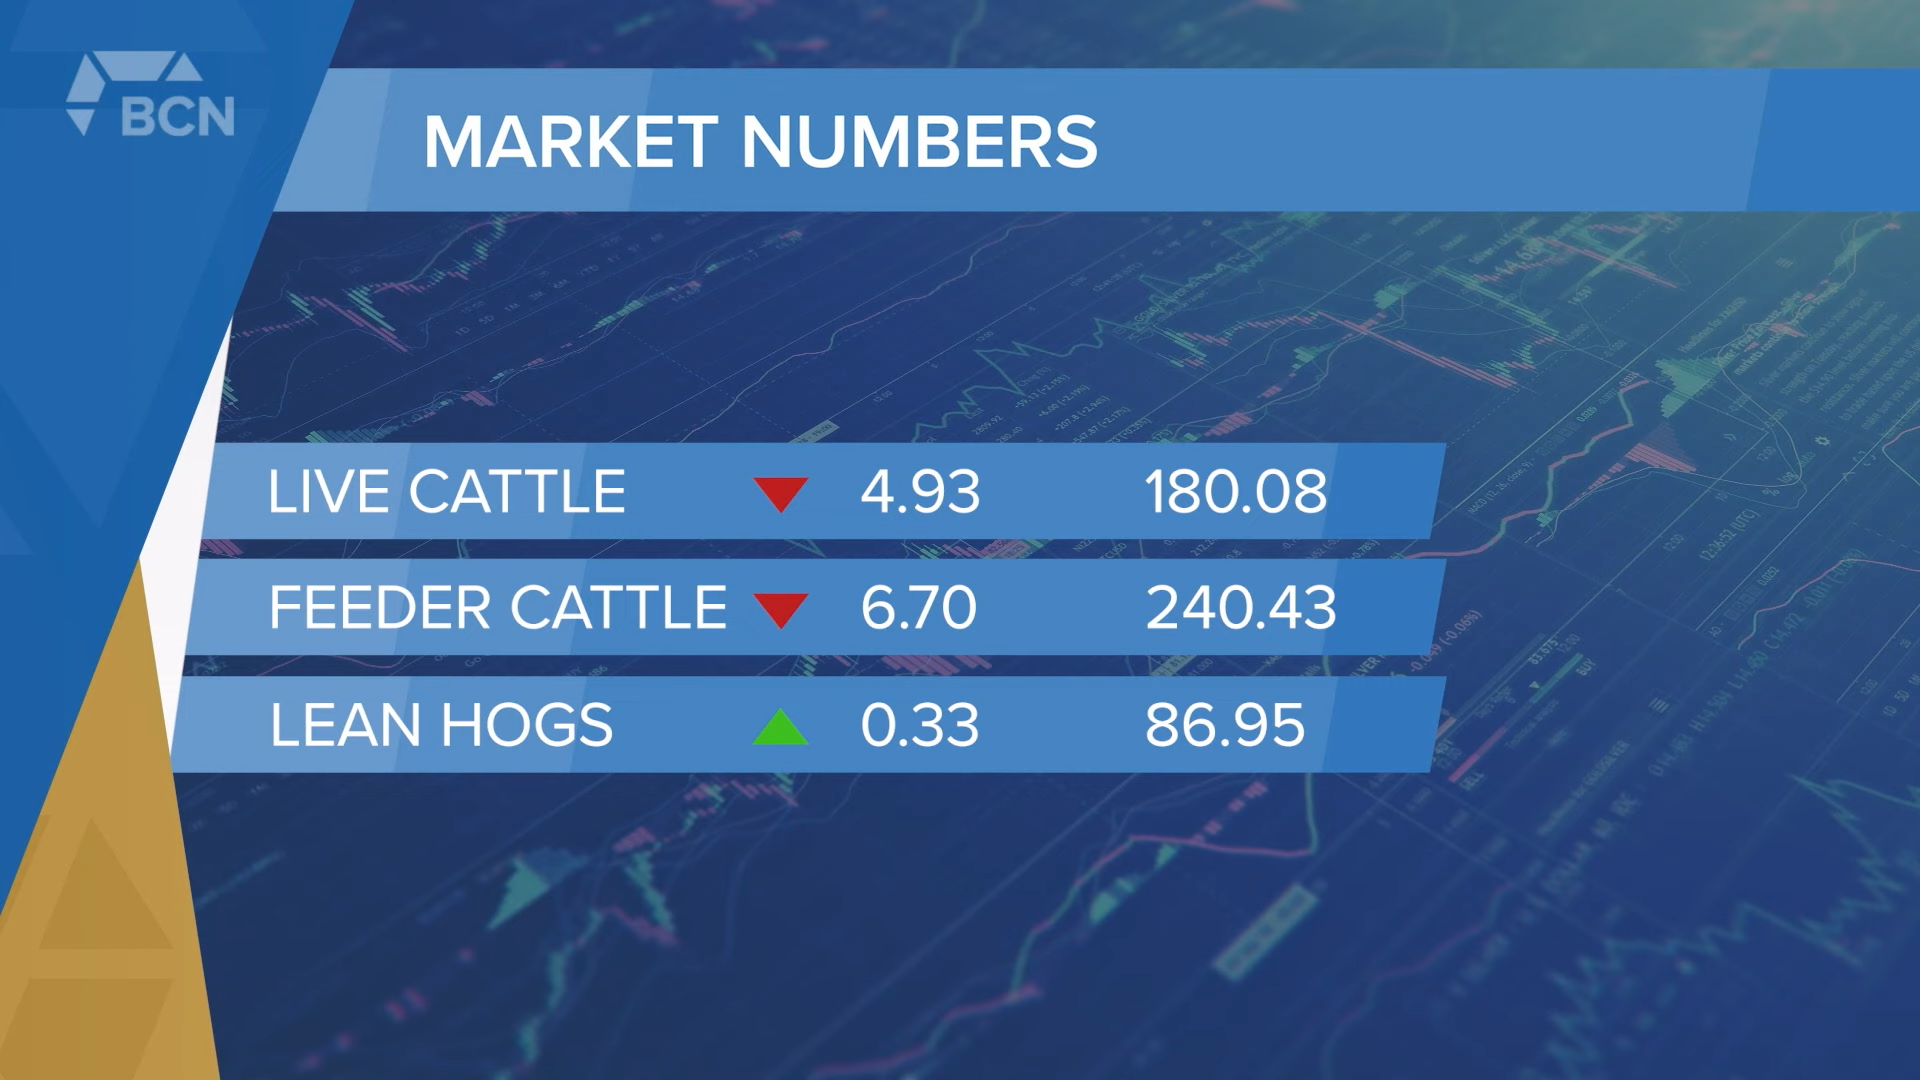 BCN
MARKET NUMBERS
LIVE CATTLE ▼ 4.93 180.08
FEEDER CATTLE ▼ 6.70 240.43
LEAN HOGS ▲ 0.33 86.95